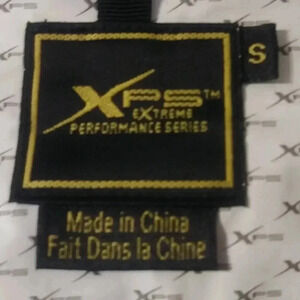 XPS™
EXTREME
PERFORMANCE SERIES
S
Made in China
Fait Dans la Chine